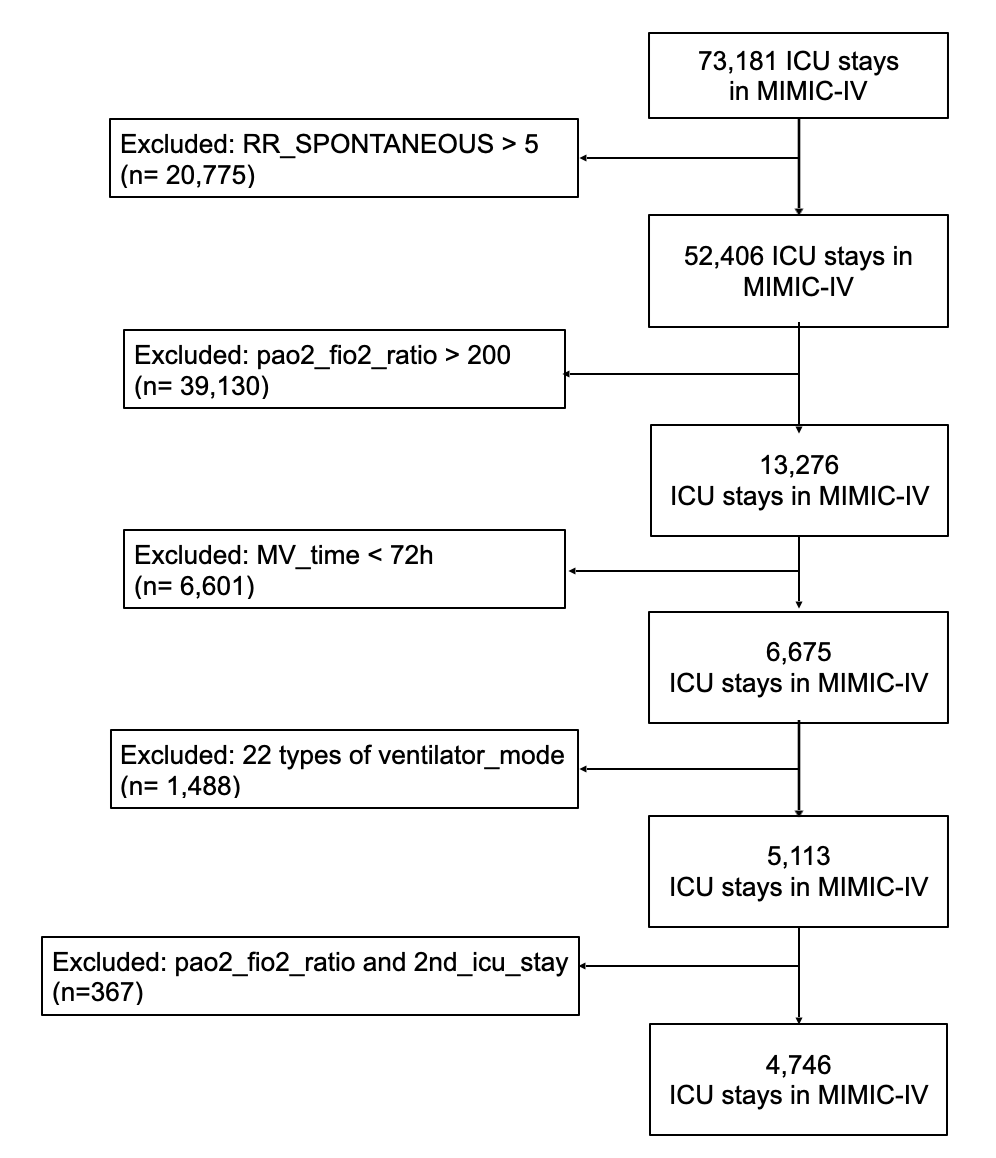 73,181 ICU stays
in MIMIC-IV
Excluded: RR_SPONTANEOUS > 5
(n= 20,775)
52,406 ICU stays in
MIMIC-IV
Excluded: pao2_fio2_ratio > 200
(n= 39,130)
13,276
ICU stays in MIMIC-IV
Excluded: MV_time < 72h
(n= 6,601)
6,675
ICU stays in MIMIC-IV
Excluded: 22 types of ventilator_mode
(n= 1,488)
5,113
ICU stays in MIMIC-IV
Excluded: pao2_fio2_ratio and 2nd_icu_stay
(n=367)
4,746
ICU stays in MIMIC-IV